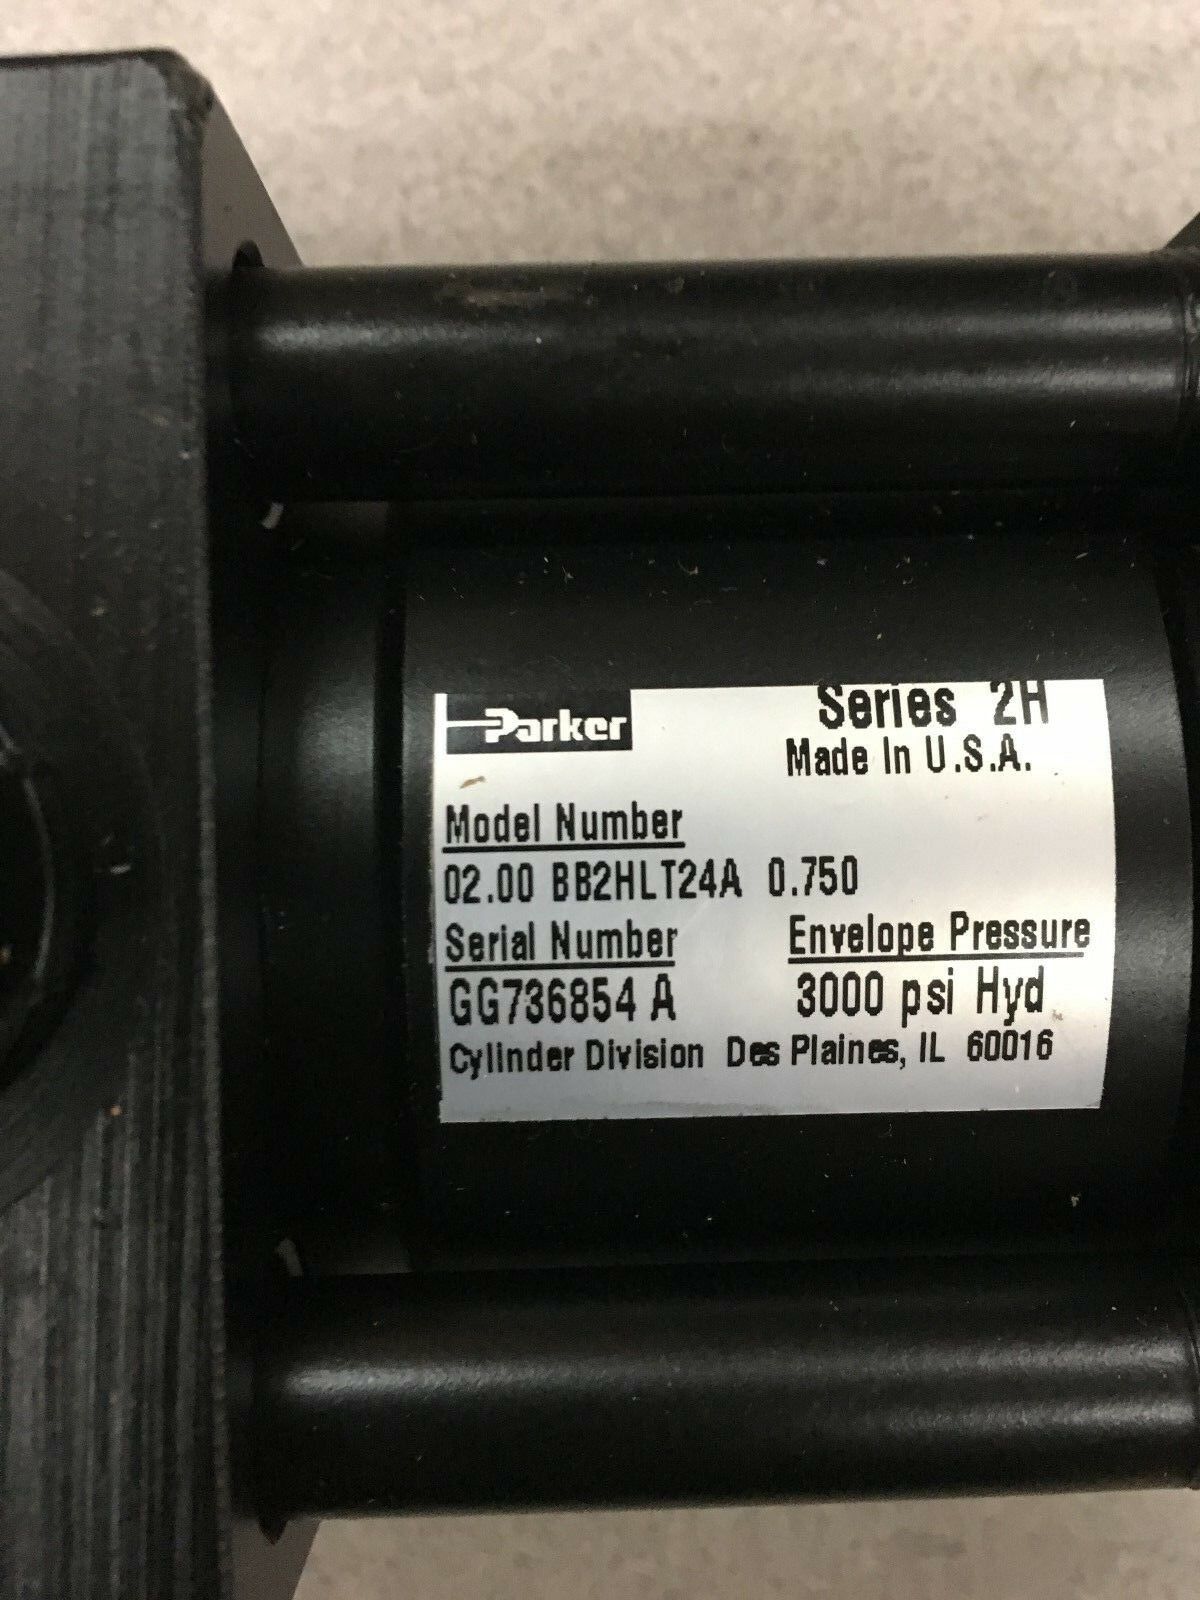 Parker
Series 2H
Made In U.S.A.
Model Number
02.00 BB2HLT24A 0.750
Serial Number Envelope Pressure
GG736854 A 3000 psi Hyd
Cylinder Division Des Plaines, IL 60016